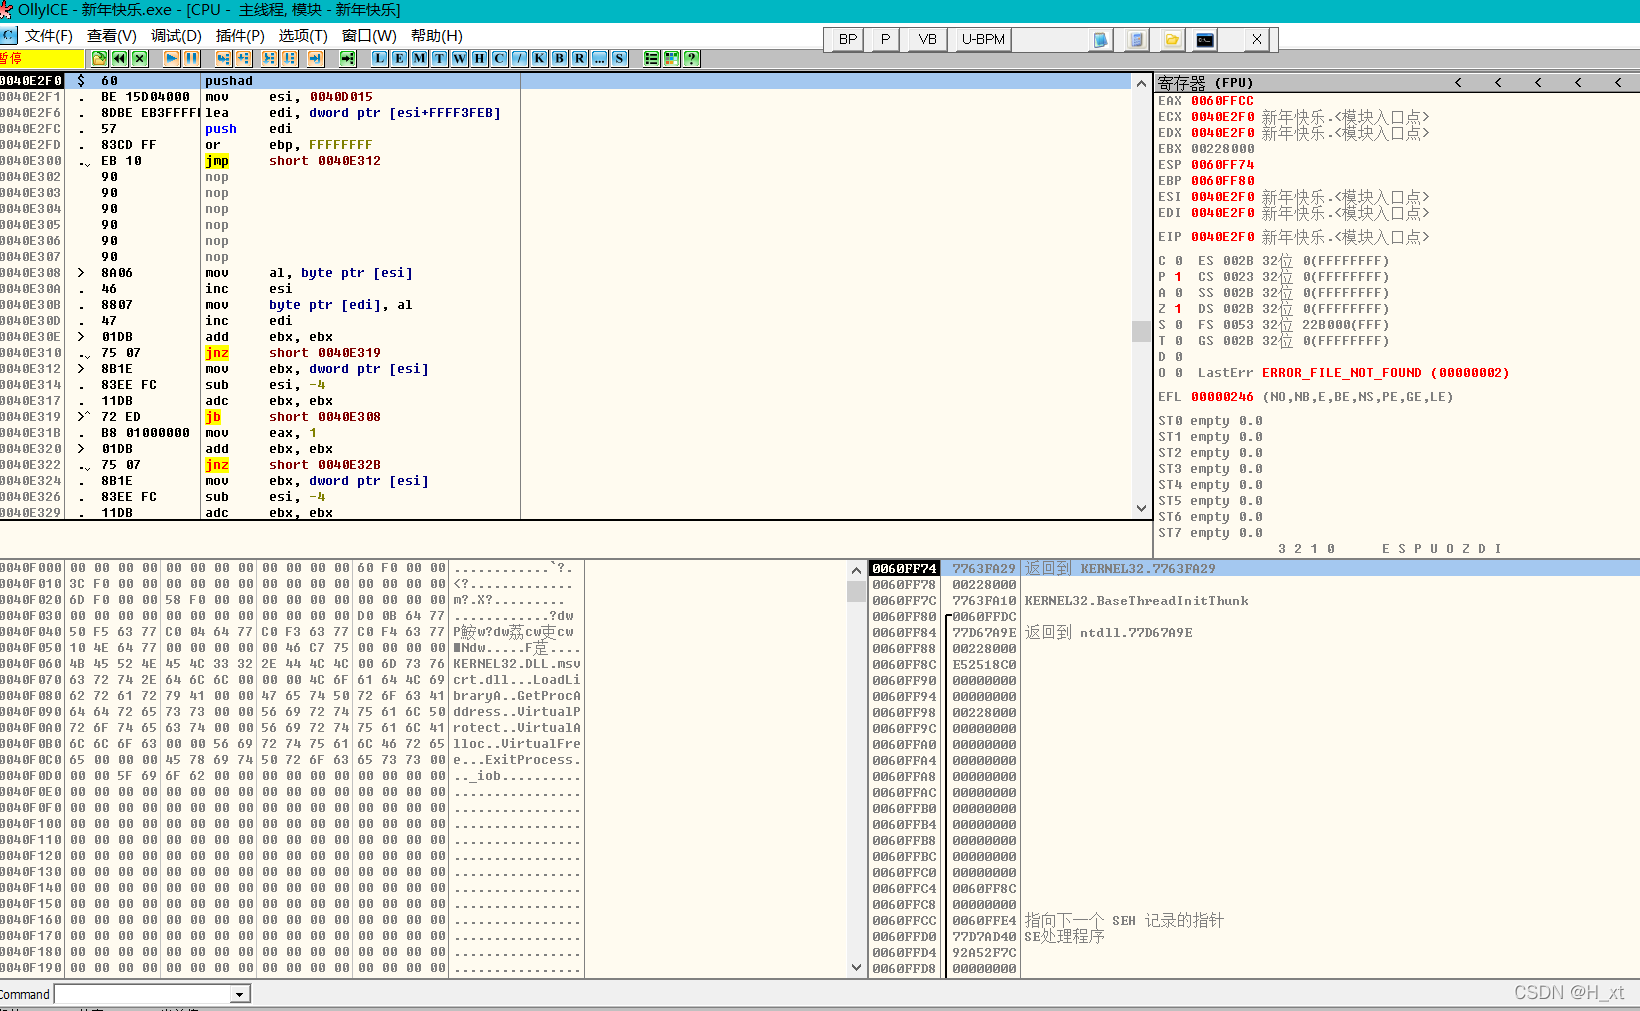 OllyICE - 新年快乐.exe - [CPU - 主线程, 模块 - 新年快乐]
C 文件(F) 查看(V) 调试(D) 插件(P) 选项(T) 窗口(W) 帮助(H)
BP P VB U-BPM X
暂停 L E M T W H C / K B R ... S ?
0040E2F0 $ 60 pushad
0040E2F1 . BE 15D04000 mov esi, 0040D015
0040E2F6 . 8DBE EB3FFFFF lea edi, dword ptr [esi+FFFF3FEB]
0040E2FC . 57 push edi
0040E2FD . 83CD FF or ebp, FFFFFFFF
0040E300 . EB 10 jmp short 0040E312
0040E302 90 nop
0040E303 90 nop
0040E304 90 nop
0040E305 90 nop
0040E306 90 nop
0040E307 90 nop
0040E308 > 8A06 mov al, byte ptr [esi]
0040E30A . 46 inc esi
0040E30B . 8807 mov byte ptr [edi], al
0040E30D . 47 inc edi
0040E30E > 01DB add ebx, ebx
0040E310 . 75 07 jnz short 0040E319
0040E312 > 8B1E mov ebx, dword ptr [esi]
0040E314 . 83EE FC sub esi, -4
0040E317 . 11DB adc ebx, ebx
0040E319 >^ 72 ED jb short 0040E308
0040E31B . B8 01000000 mov eax, 1
0040E320 > 01DB add ebx, ebx
0040E322 . 75 07 jnz short 0040E32B
0040E324 . 8B1E mov ebx, dword ptr [esi]
0040E326 . 83EE FC sub esi, -4
0040E329 . 11DB adc ebx, ebx
寄存器 (FPU) < < < < <
EAX 0060FFCC
ECX 0040E2F0 新年快乐.<模块入口点>
EDX 0040E2F0 新年快乐.<模块入口点>
EBX 00228000
ESP 0060FF74
EBP 0060FF80
ESI 0040E2F0 新年快乐.<模块入口点>
EDI 0040E2F0 新年快乐.<模块入口点>
EIP 0040E2F0 新年快乐.<模块入口点>
C 0 ES 002B 32位 0(FFFFFFFF)
P 1 CS 0023 32位 0(FFFFFFFF)
A 0 SS 002B 32位 0(FFFFFFFF)
Z 1 DS 002B 32位 0(FFFFFFFF)
S 0 FS 0053 32位 22B000(FFF)
T 0 GS 002B 32位 0(FFFFFFFF)
D 0
O 0 LastErr ERROR_FILE_NOT_FOUND (00000002)
EFL 00000246 (NO,NB,E,BE,NS,PE,GE,LE)
ST0 empty 0.0
ST1 empty 0.0
ST2 empty 0.0
ST3 empty 0.0
ST4 empty 0.0
ST5 empty 0.0
ST6 empty 0.0
ST7 empty 0.0
3 2 1 0 E S P U O Z D I
0040F000 00 00 00 00 00 00 00 00 00 00 00 00 60 F0 00 00 ............`?.
0040F010 3C F0 00 00 00 00 00 00 00 00 00 00 00 00 00 00 <?.............
0040F020 6D F0 00 00 58 F0 00 00 00 00 00 00 00 00 00 00 m?.X?.........
0040F030 00 00 00 00 00 00 00 00 00 00 00 00 D0 0B 64 77 ............?dw
0040F040 50 F5 63 77 C0 04 64 77 C0 F3 63 77 C0 F4 63 77 P鮟w?dw荔cw吏cw
0040F050 10 4E 64 77 00 00 00 00 00 46 C7 75 00 00 00 00 Ndw.....F莡....
0040F060 4B 45 52 4E 45 4C 33 32 2E 44 4C 4C 00 6D 73 76 KERNEL32.DLL.msv
0040F070 63 72 74 2E 64 6C 6C 00 00 00 4C 6F 61 64 4C 69 crt.dll...LoadLi
0040F080 62 72 61 72 79 41 00 00 47 65 74 50 72 6F 63 41 braryA..GetProcA
0040F090 64 64 72 65 73 73 00 00 56 69 72 74 75 61 6C 50 ddress..VirtualP
0040F0A0 72 6F 74 65 63 74 00 00 56 69 72 74 75 61 6C 41 rotect..VirtualA
0040F0B0 6C 6C 6F 63 00 00 56 69 72 74 75 61 6C 46 72 65 lloc..VirtualFre
0040F0C0 65 00 00 00 45 78 69 74 50 72 6F 63 65 73 73 00 e...ExitProcess.
0040F0D0 00 00 5F 69 6F 62 00 00 00 00 00 00 00 00 00 00 .._iob..........
0040F0E0 00 00 00 00 00 00 00 00 00 00 00 00 00 00 00 00 ................
0040F0F0 00 00 00 00 00 00 00 00 00 00 00 00 00 00 00 00 ................
0040F100 00 00 00 00 00 00 00 00 00 00 00 00 00 00 00 00 ................
0040F110 00 00 00 00 00 00 00 00 00 00 00 00 00 00 00 00 ................
0040F120 00 00 00 00 00 00 00 00 00 00 00 00 00 00 00 00 ................
0040F130 00 00 00 00 00 00 00 00 00 00 00 00 00 00 00 00 ................
0040F140 00 00 00 00 00 00 00 00 00 00 00 00 00 00 00 00 ................
0040F150 00 00 00 00 00 00 00 00 00 00 00 00 00 00 00 00 ................
0040F160 00 00 00 00 00 00 00 00 00 00 00 00 00 00 00 00 ................
0040F170 00 00 00 00 00 00 00 00 00 00 00 00 00 00 00 00 ................
0040F180 00 00 00 00 00 00 00 00 00 00 00 00 00 00 00 00 ................
0040F190 00 00 00 00 00 00 00 00 00 00 00 00 00 00 00 00 ................
0060FF74 7763FA29 返回到 KERNEL32.7763FA29
0060FF78 00228000
0060FF7C 7763FA10 KERNEL32.BaseThreadInitThunk
0060FF80 0060FFDC
0060FF84 77D67A9E 返回到 ntdll.77D67A9E
0060FF88 00228000
0060FF8C E52518C0
0060FF90 00000000
0060FF94 00000000
0060FF98 00228000
0060FF9C 00000000
0060FFA0 00000000
0060FFA4 00000000
0060FFA8 00000000
0060FFAC 00000000
0060FFB0 00000000
0060FFB4 00000000
0060FFB8 00000000
0060FFBC 00000000
0060FFC0 00000000
0060FFC4 0060FF8C
0060FFC8 00000000
0060FFCC 0060FFE4 指向下一个 SEH 记录的指针
0060FFD0 77D7AD40 SE处理程序
0060FFD4 92A52F7C
0060FFD8 00000000
Command
CSDN @H_xt